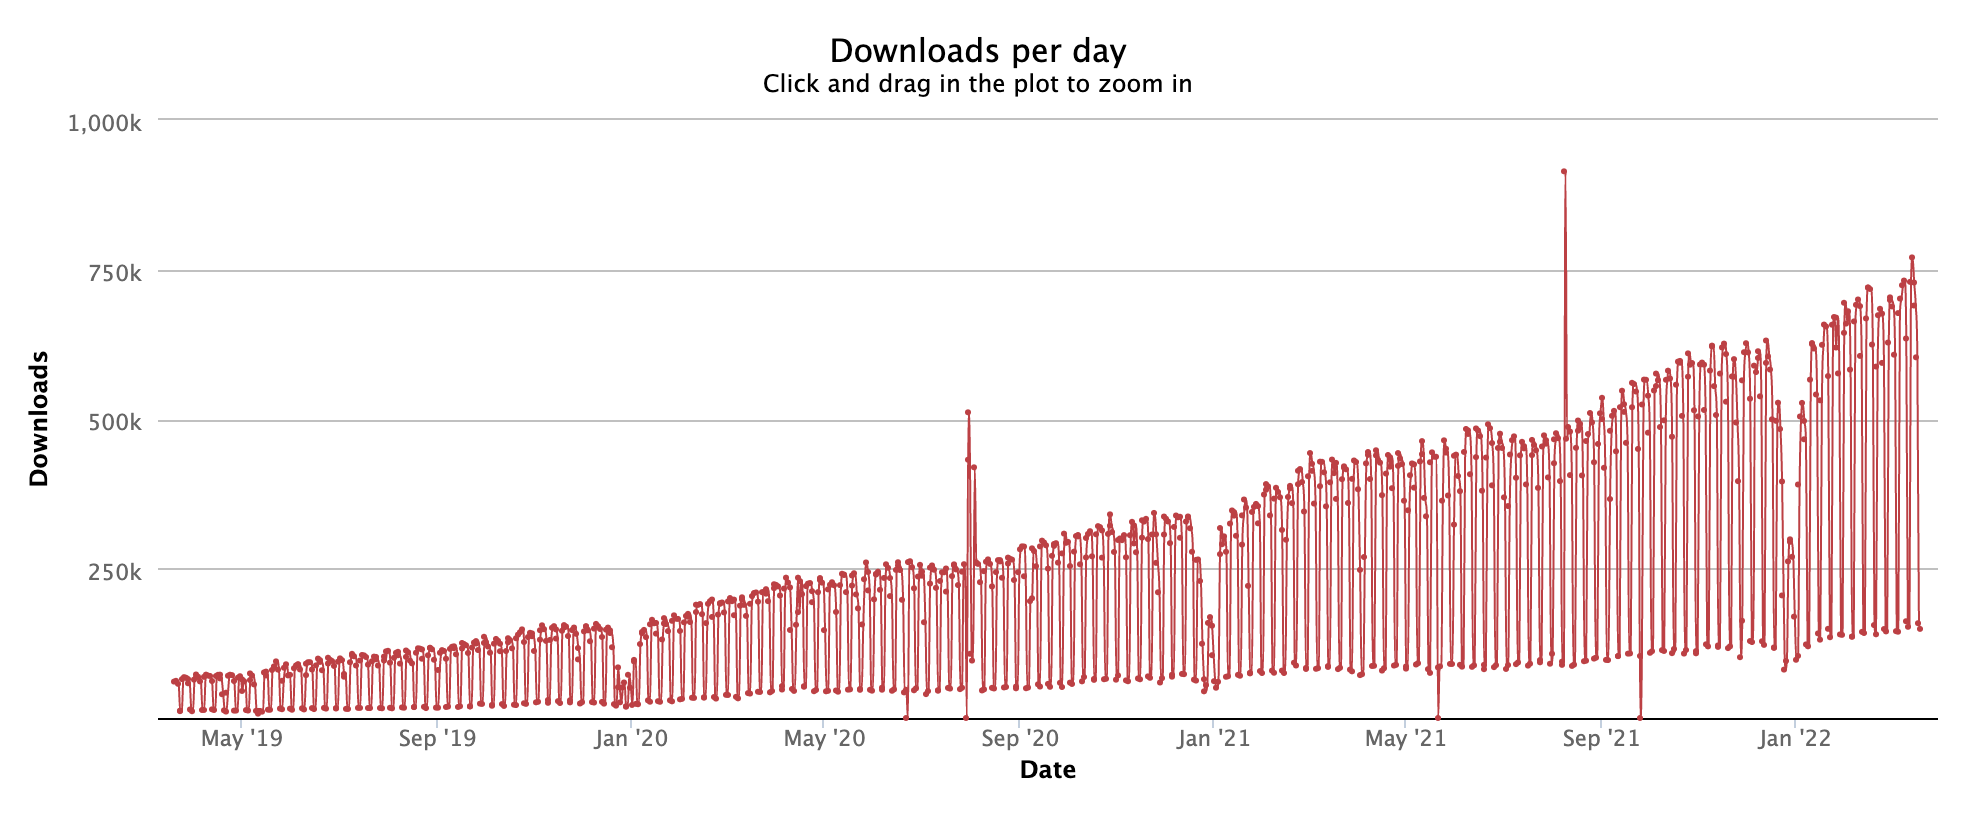 Downloads per day
Click and drag in the plot to zoom in
1,000k
750k
500k
250k
Downloads
May '19
Sep '19
Jan '20
May '20
Sep '20
Jan '21
May '21
Sep '21
Jan '22
Date